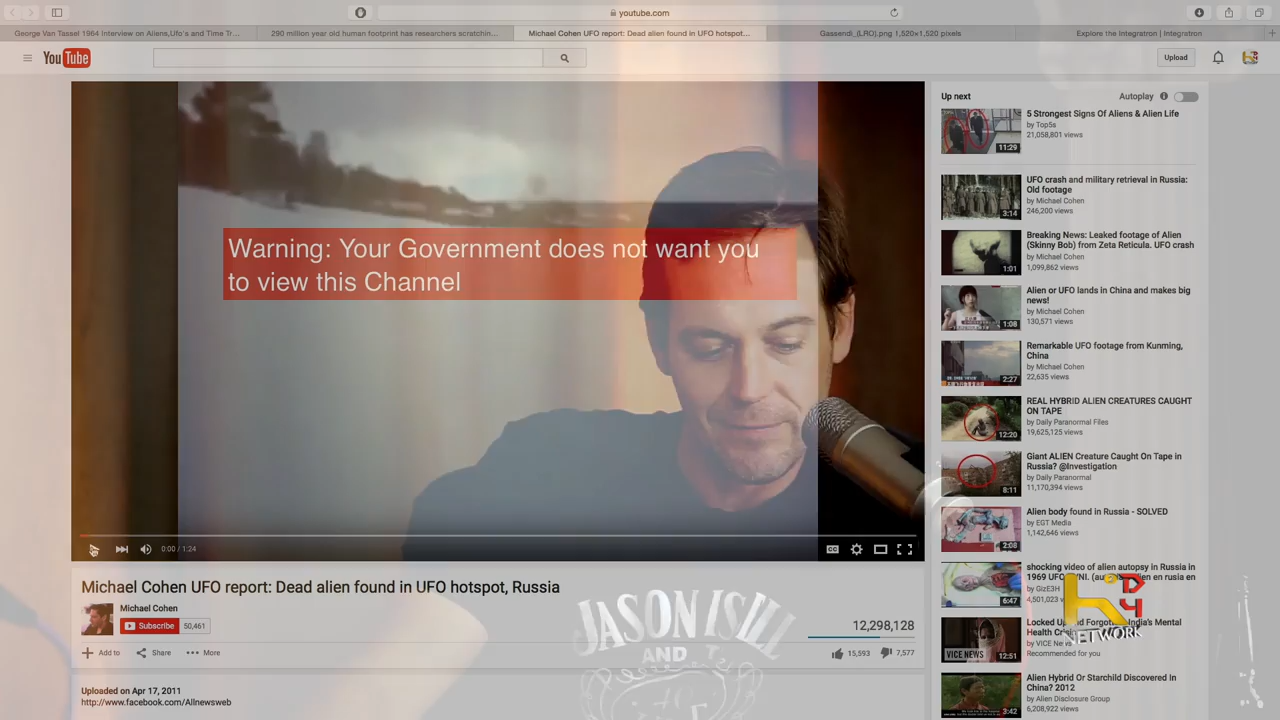 youtube.com
George Van Tassel 1964 Interview on Aliens,Ufo's and Time Tr...
290 million year old human footprint has researchers scratchin...
Michael Cohen UFO report: Dead alien found in UFO hotspot,...
Gassendi_(LRO).png 1,520×1,520 pixels
Explore the Integratron | Integratron
YouTube
Upload
Warning: Your Government does not want you
to view this Channel
0:00 / 1:24
CC
Michael Cohen UFO report: Dead alien found in UFO hotspot, Russia
Michael Cohen
Subscribe 50,461
12,298,128
Add to
Share
More
15,593
7,577
Uploaded on Apr 17, 2011
http://www.facebook.com/Allnewsweb
JASON
AND
Up next
Autoplay
5 Strongest Signs Of Aliens & Alien Life
by Top5s
21,058,801 views
11:29
UFO crash and military retrieval in Russia:
Old footage
by Michael Cohen
246,200 views
3:14
Breaking News: Leaked footage of Alien
(Skinny Bob) from Zeta Reticula. UFO crash
by Michael Cohen
1,099,862 views
1:01
Alien or UFO lands in China and makes big
news!
by Michael Cohen
130,571 views
1:08
Remarkable UFO footage from Kunming,
China
by Michael Cohen
22,635 views
2:27
REAL HYBRID ALIEN CREATURES CAUGHT
ON TAPE
by Daily Paranormal Files
19,625,125 views
12:20
Giant ALIEN Creature Caught On Tape in
Russia? @Investigation
by Daily Paranormal
11,170,394 views
8:11
Alien body found in Russia - SOLVED
by EGT Media
1,142,646 views
2:08
shocking video of alien autopsy in Russia in
1969 en rusia en
by GizE3H
4,501,023
6:47
Locked Up and Forgotten: India's Mental
Health
by VICE News
Recommended for you
12:51
VICE NEWS
NETWORK
Alien Hybrid Or Starchild Discovered In
China? 2012
by Alien Disclosure Group
6,208,922 views
3:42